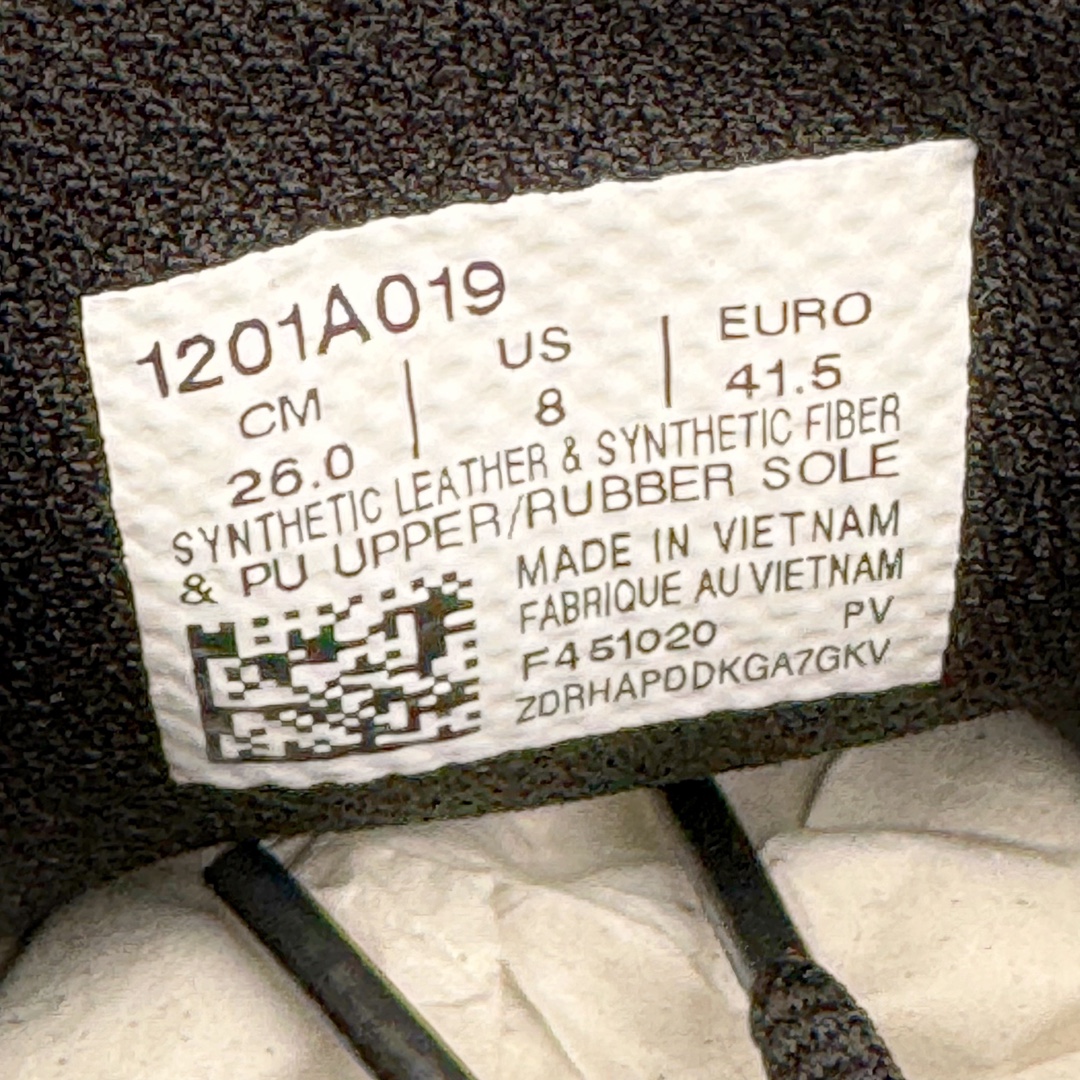 1201A019
CM | US | EURO
26.0 | 8 | 41.5
SYNTHETIC LEATHER & SYNTHETIC FIBER
& PU UPPER/RUBBER SOLE
MADE IN VIETNAM
FABRIQUE AU VIETNAM
F451020 PV
ZDRHAPDDKGA7GKV